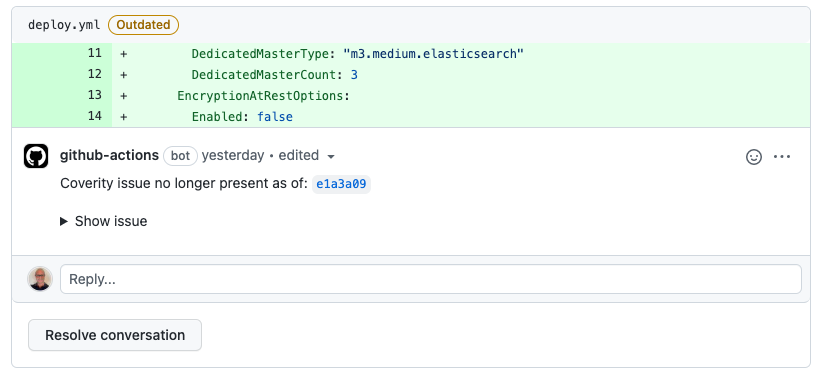 deploy.yml Outdated
11 + DedicatedMasterType: "m3.medium.elasticsearch"
12 + DedicatedMasterCount: 3
13 + EncryptionAtRestOptions:
14 + Enabled: false
github-actions bot yesterday • edited
Coverity issue no longer present as of: e1a3a09
Show issue
Reply...
Resolve conversation